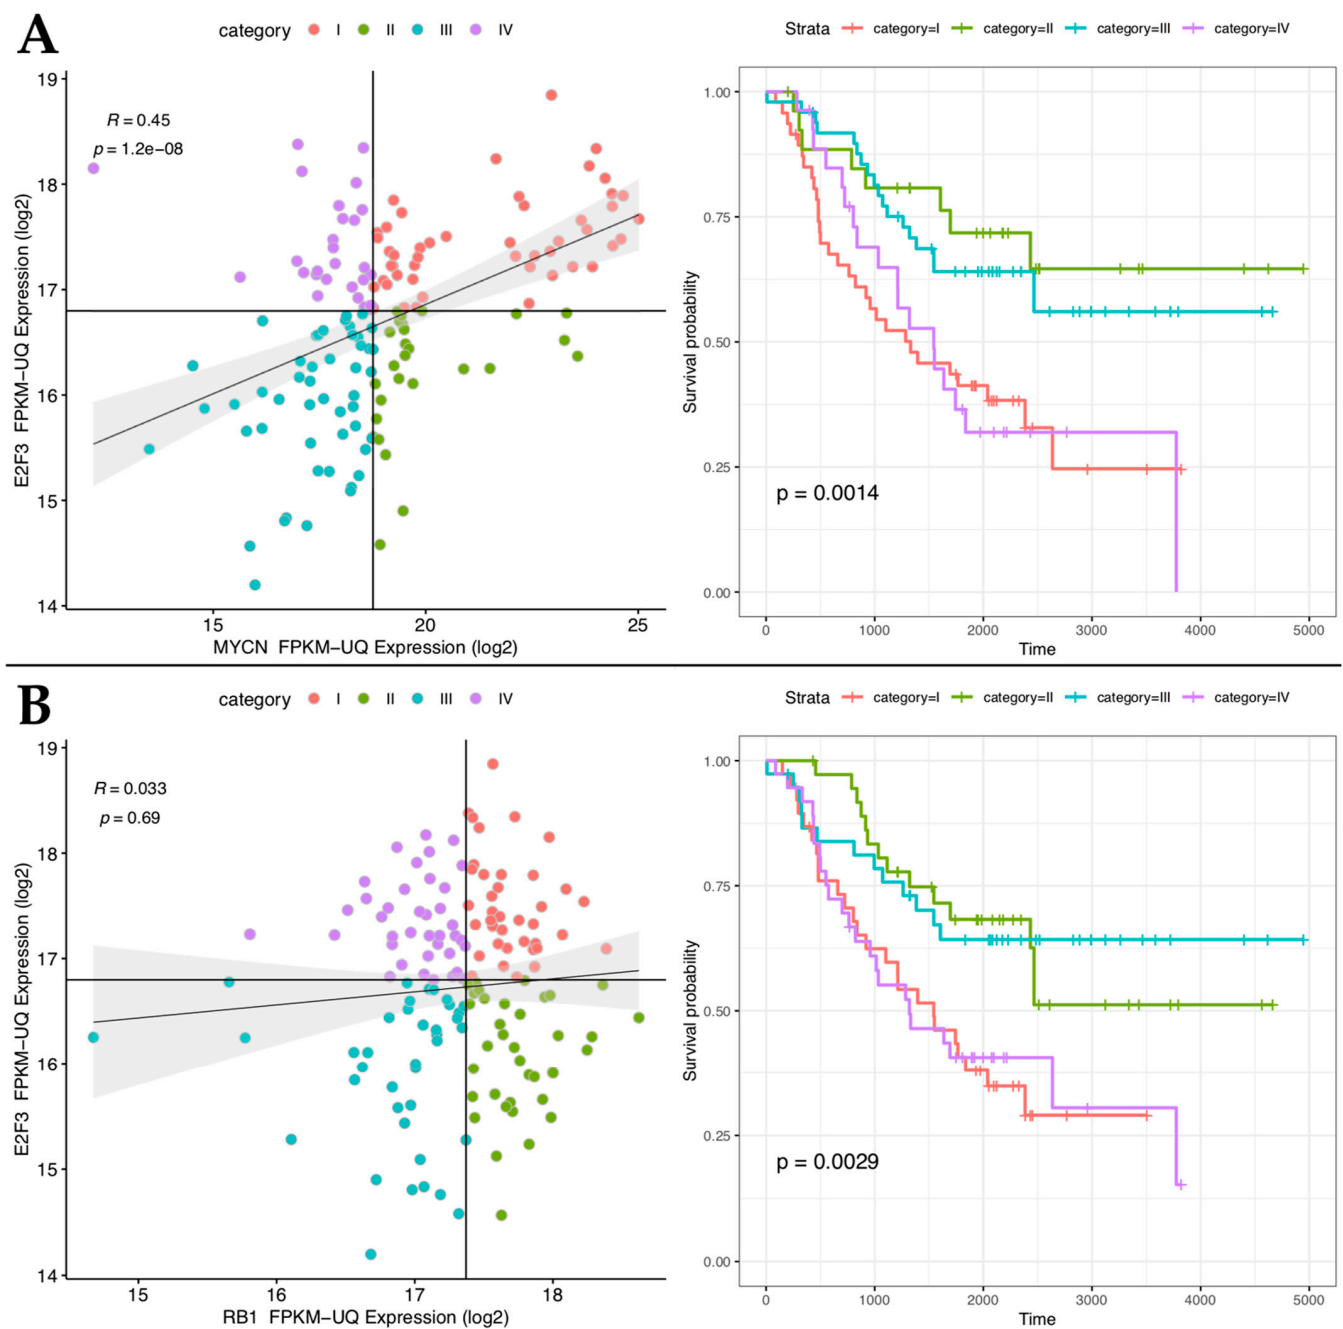 A
category I II III IV
R = 0.45
p = 1.2e−08
19
18
17
16
15
14
E2F3 FPKM−UQ Expression (log2)
15 20 25
MYCN FPKM−UQ Expression (log2)
Strata category=I category=II category=III category=IV
1.00
0.75
0.50
0.25
0.00
Survival probability
p = 0.0014
0 1000 2000 3000 4000 5000
Time
B
category I II III IV
R = 0.033
p = 0.69
19
18
17
16
15
14
E2F3 FPKM−UQ Expression (log2)
15 16 17 18
RB1 FPKM−UQ Expression (log2)
Strata category=I category=II category=III category=IV
1.00
0.75
0.50
0.25
0.00
Survival probability
p = 0.0029
0 1000 2000 3000 4000 5000
Time